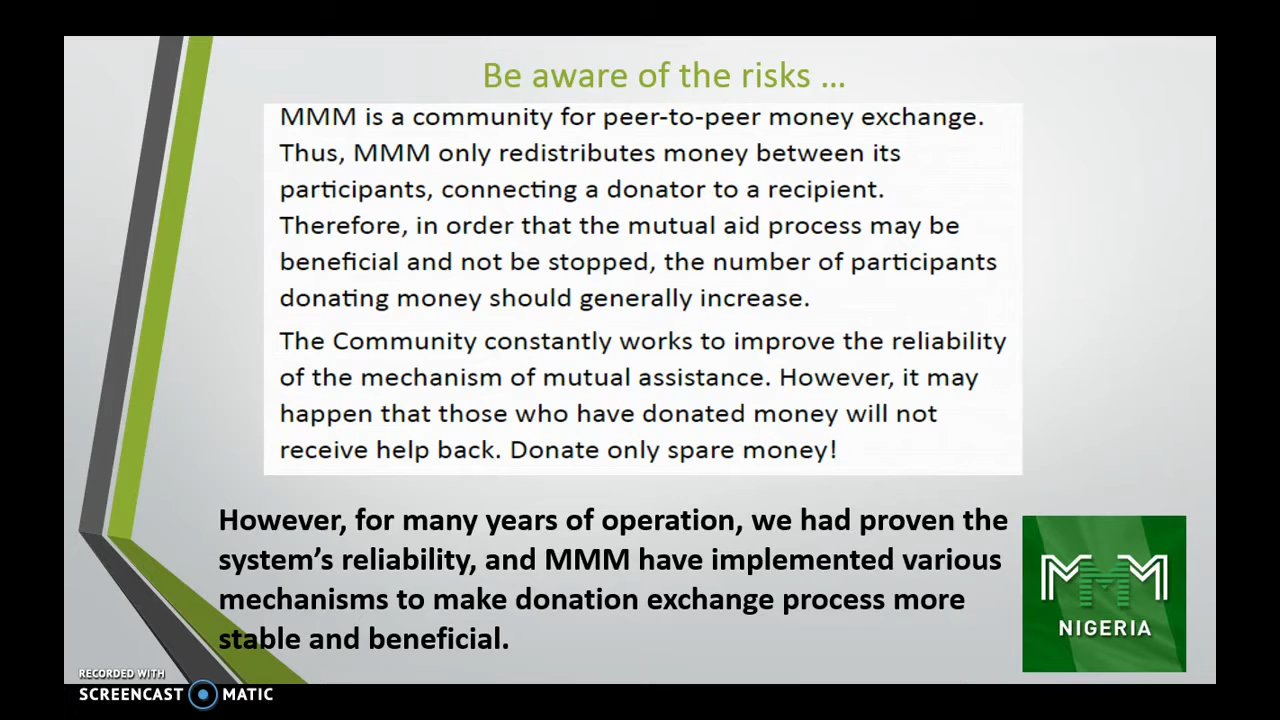 Be aware of the risks ...
MMM is a community for peer-to-peer money exchange.
Thus, MMM only redistributes money between its
participants, connecting a donator to a recipient.
Therefore, in order that the mutual aid process may be
beneficial and not be stopped, the number of participants
donating money should generally increase.
The Community constantly works to improve the reliability
of the mechanism of mutual assistance. However, it may
happen that those who have donated money will not
receive help back. Donate only spare money!
However, for many years of operation, we had proven the
system’s reliability, and MMM have implemented various
mechanisms to make donation exchange process more
stable and beneficial.
MMM
NIGERIA
RECORDED WITH
SCREENCAST MATIC